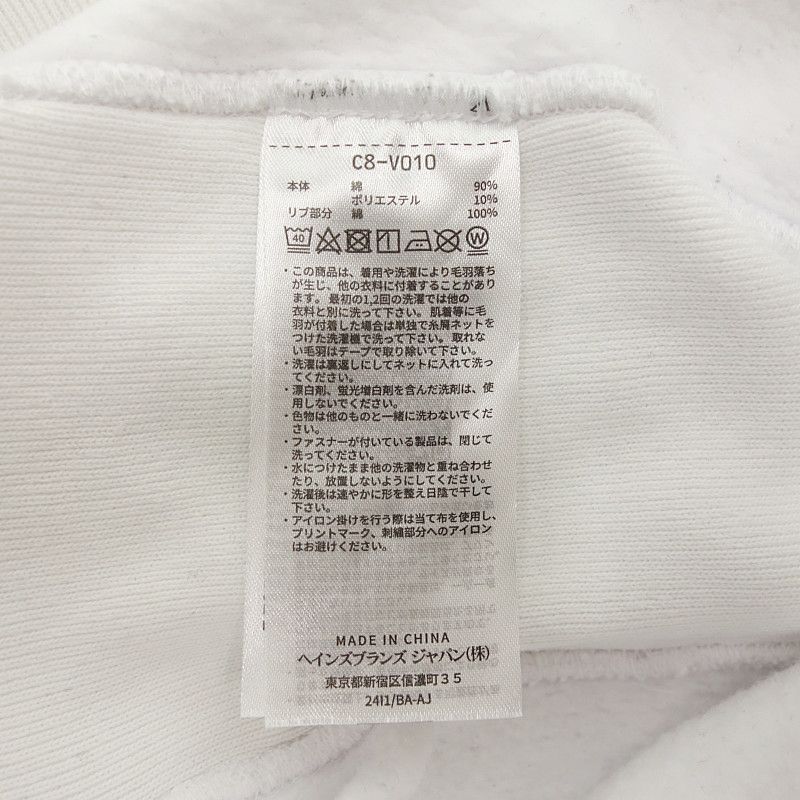 C8-V010
本体 綿 90%
ポリエステル 10%
リブ部分 綿 100%
40 W
・この商品は、着用や洗濯により毛羽落ち
が生じ、他の衣料に付着することがあり
ます。最初の1,2回の洗濯では他の
衣料と別に洗って下さい。肌着等に毛
羽が付着した場合は単独で糸屑ネットを
つけた洗濯機で洗って下さい。取れな
い毛羽はテープで取り除いて下さい。
・洗濯は裏返しにしてネットに入れて洗っ
てください。
・漂白剤、蛍光増白剤を含んだ洗剤は、使
用しないでください。
・色物は他のものと一緒に洗わないでくだ
さい。
・ファスナーが付いている製品は、閉じて
洗ってください。
・水につけたまま他の洗濯物と重ね合わせ
たり、放置しないようにしてください。
・洗濯後は速やかに形を整え日陰で干して
下さい。
・アイロン掛けを行う際は当て布を使用し、
プリントマーク、刺繍部分へのアイロン
はお避けください。
MADE IN CHINA
ヘインズブランズ ジャパン(株)
東京都新宿区信濃町35
24I1/BA-AJ